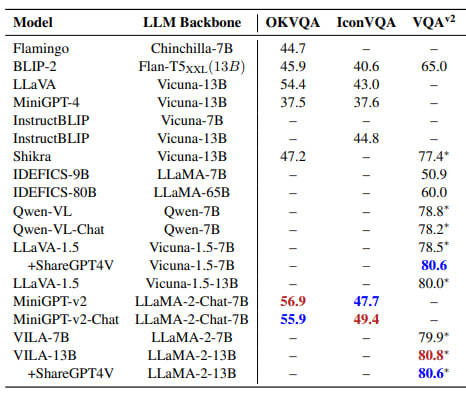 Model LLM Backbone OKVQA IconVQA VQA^v2
Flamingo Chinchilla-7B 44.7 – –
BLIP-2 Flan-T5XXL(13B) 45.9 40.6 65.0
LLaVA Vicuna-13B 54.4 43.0 –
MiniGPT-4 Vicuna-13B 37.5 37.6 –
InstructBLIP Vicuna-7B – – –
InstructBLIP Vicuna-13B – 44.8 –
Shikra Vicuna-13B 47.2 – 77.4*
IDEFICS-9B LLaMA-7B – – 50.9
IDEFICS-80B LLaMA-65B – – 60.0
Qwen-VL Qwen-7B – – 78.8*
Qwen-VL-Chat Qwen-7B – – 78.2*
LLaVA-1.5 Vicuna-1.5-7B – – 78.5*
+ShareGPT4V Vicuna-1.5-7B – – 80.6
LLaVA-1.5 Vicuna-1.5-13B – – 80.0*
MiniGPT-v2 LLaMA-2-Chat-7B 56.9 47.7 –
MiniGPT-v2-Chat LLaMA-2-Chat-7B 55.9 49.4 –
VILA-7B LLaMA-2-7B – – 79.9*
VILA-13B LLaMA-2-13B – – 80.8*
+ShareGPT4V LLaMA-2-13B – – 80.6*